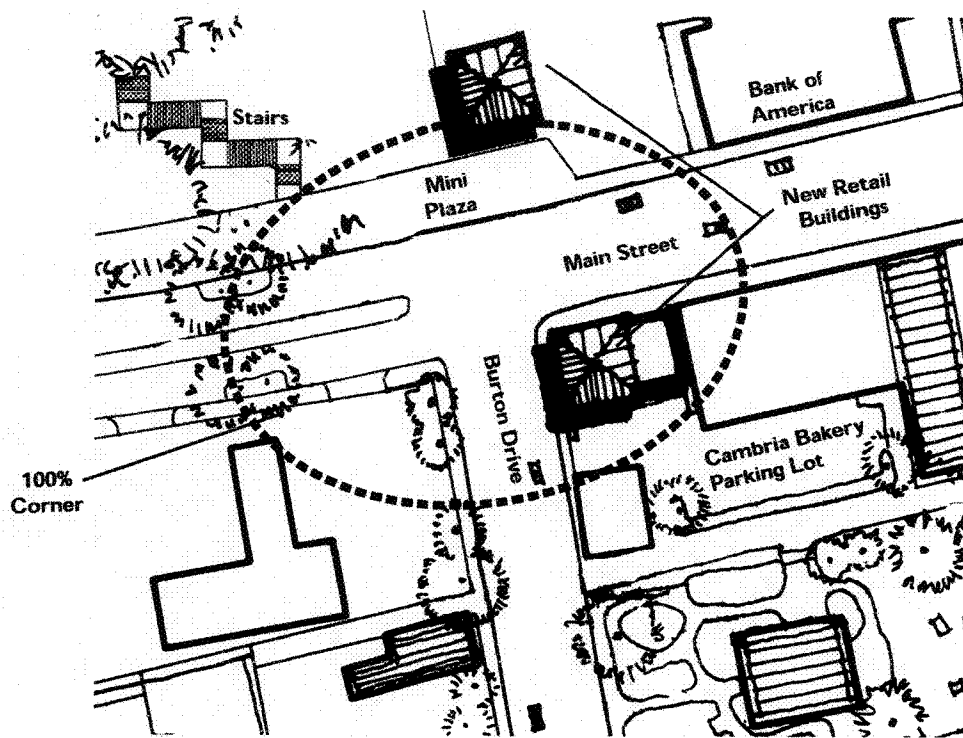 Bank of
America
Stairs
Mini
Plaza
New Retail
Buildings
Main Street
Burton Drive
Cambria Bakery
Parking Lot
100%
Corner